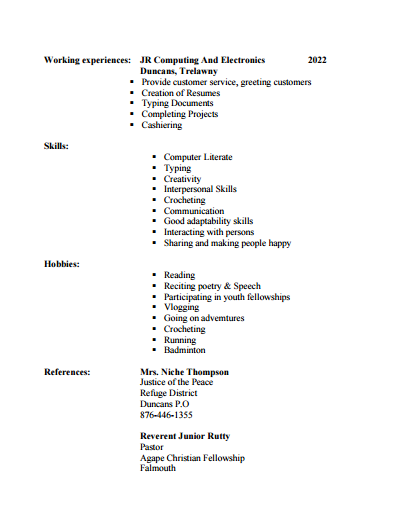 Working experiences: JR Computing And Electronics 2022
Duncans, Trelawny
▪ Provide customer service, greeting customers
▪ Creation of Resumes
▪ Typing Documents
▪ Completing Projects
▪ Cashiering
Skills:
▪ Computer Literate
▪ Typing
▪ Creativity
▪ Interpersonal Skills
▪ Crocheting
▪ Communication
▪ Good adaptability skills
▪ Interacting with persons
▪ Sharing and making people happy
Hobbies:
▪ Reading
▪ Reciting poetry & Speech
▪ Participating in youth fellowships
▪ Vlogging
▪ Going on adventures
▪ Crocheting
▪ Running
▪ Badminton
References: Mrs. Niche Thompson
Justice of the Peace
Refuge District
Duncans P.O
876-446-1355
Reverent Junior Rutty
Pastor
Agape Christian Fellowship
Falmouth